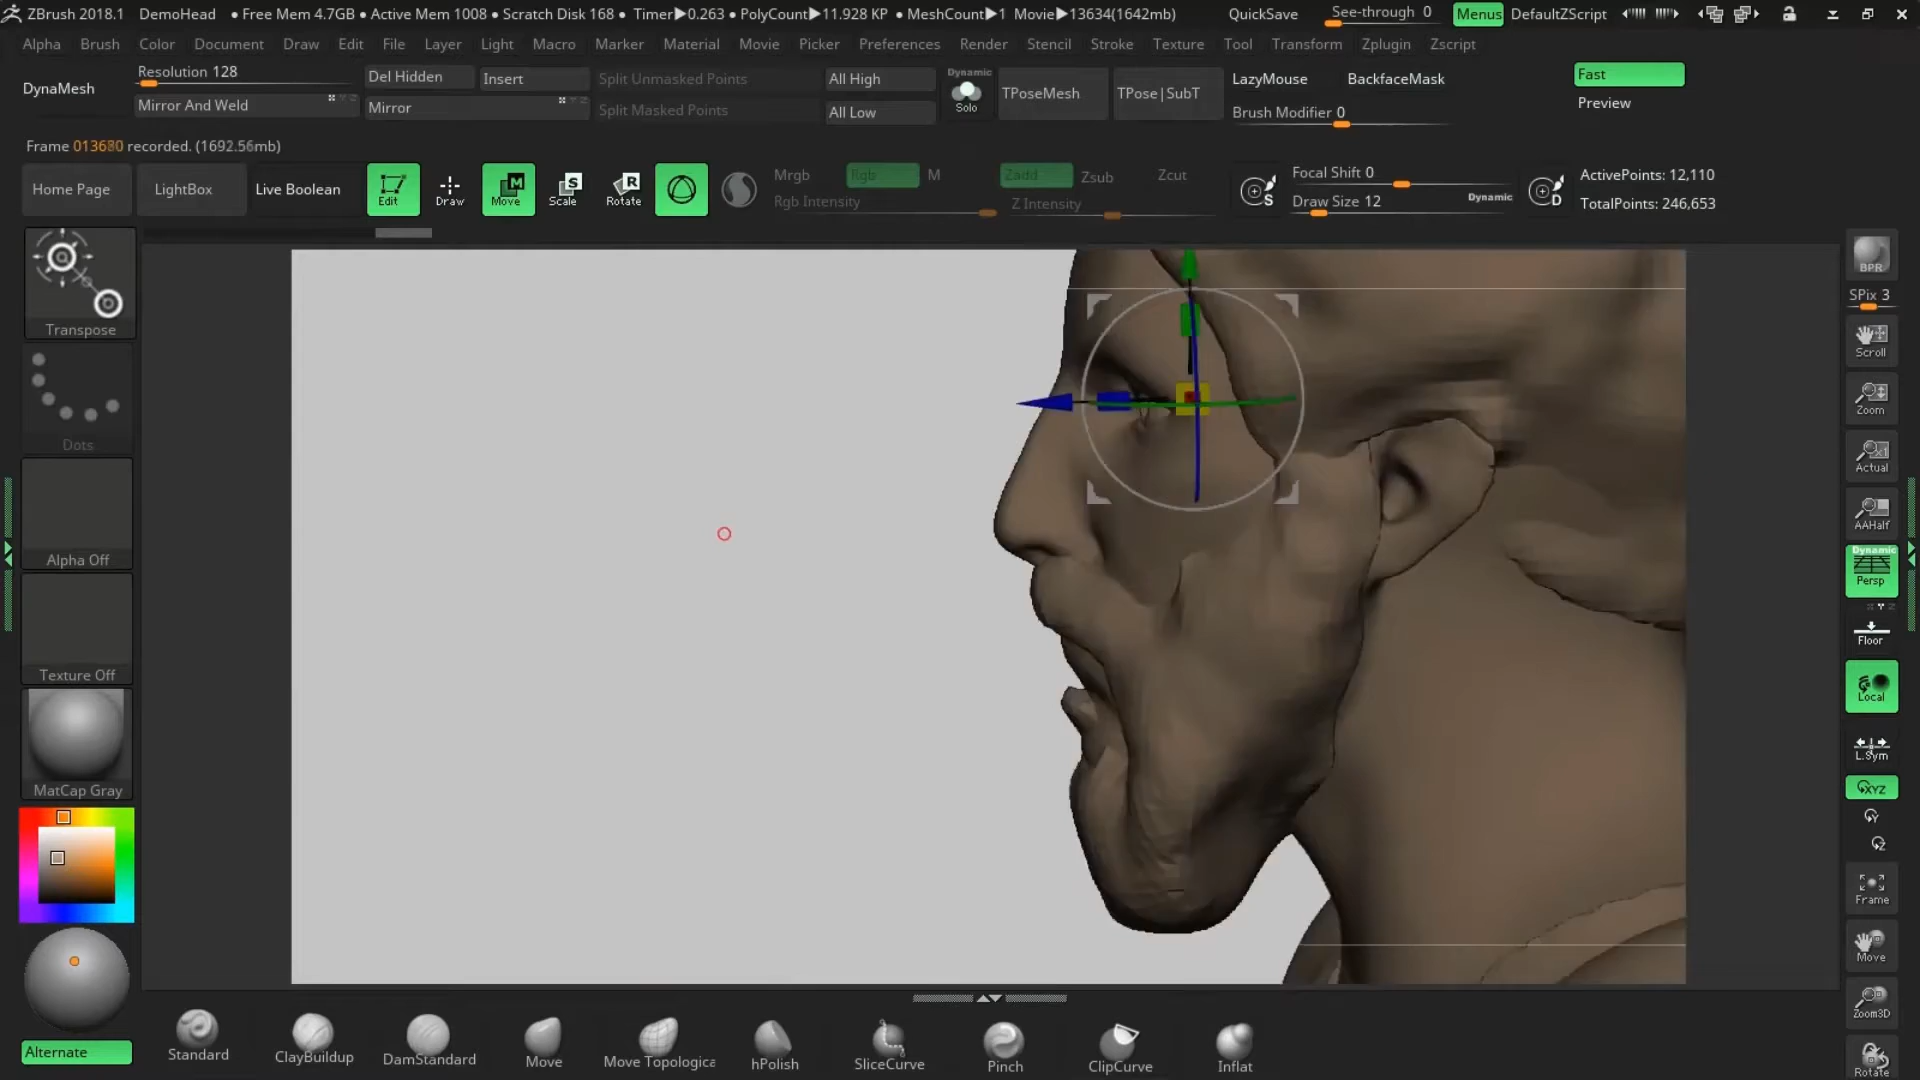 ZBrush 2018.1 DemoHead • Free Mem 4.7GB • Active Mem 1008 • Scratch Disk 168 • Timer▶0.263 • PolyCount▶11.928 KP • MeshCount▶1 Movie▶13634(1642mb) QuickSave See-through 0 Menus DefaultZScript
Alpha Brush Color Document Draw Edit File Layer Light Macro Marker Material Movie Picker Preferences Render Stencil Stroke Texture Tool Transform Zplugin Zscript
DynaMesh
Resolution 128
Mirror And Weld
Del Hidden
Mirror
Insert
Split Unmasked Points
Split Masked Points
All High
All Low
Dynamic
Solo
TPoseMesh
TPose|SubT
LazyMouse
BackfaceMask
Brush Modifier 0
Fast
Preview
Frame 013680 recorded. (1692.56mb)
Home Page
LightBox
Live Boolean
Edit
Draw
M
Move
S
Scale
R
Rotate
Mrgb
Rgb
M
Rgb Intensity
Zadd
Zsub
Zcut
Z Intensity
S
Focal Shift 0
Draw Size 12
Dynamic
D
ActivePoints: 12,110
TotalPoints: 246,653
Transpose
Dots
Alpha Off
Texture Off
MatCap Gray
Alternate
BPR
SPix 3
Scroll
Zoom
Actual
AAHalf
Dynamic
Persp
Floor
Local
L.Sym
XYZ
Y
Z
Frame
Move
Zoom3D
Rotate
Standard
ClayBuildup
DamStandard
Move
Move Topologica
hPolish
SliceCurve
Pinch
ClipCurve
Inflat